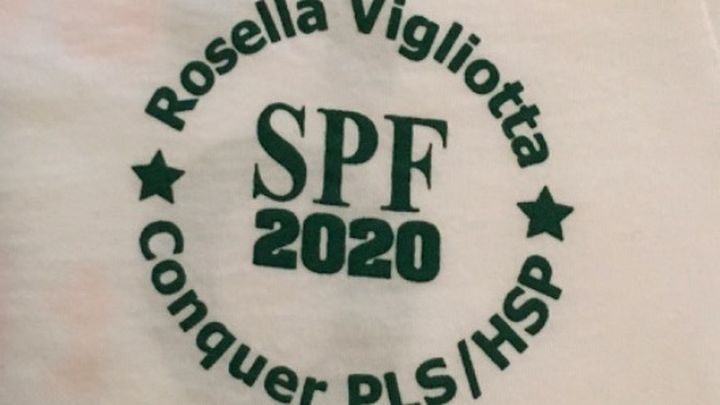 Rosella Vigliotta
SPF
2020
Conquer PLS/HSP